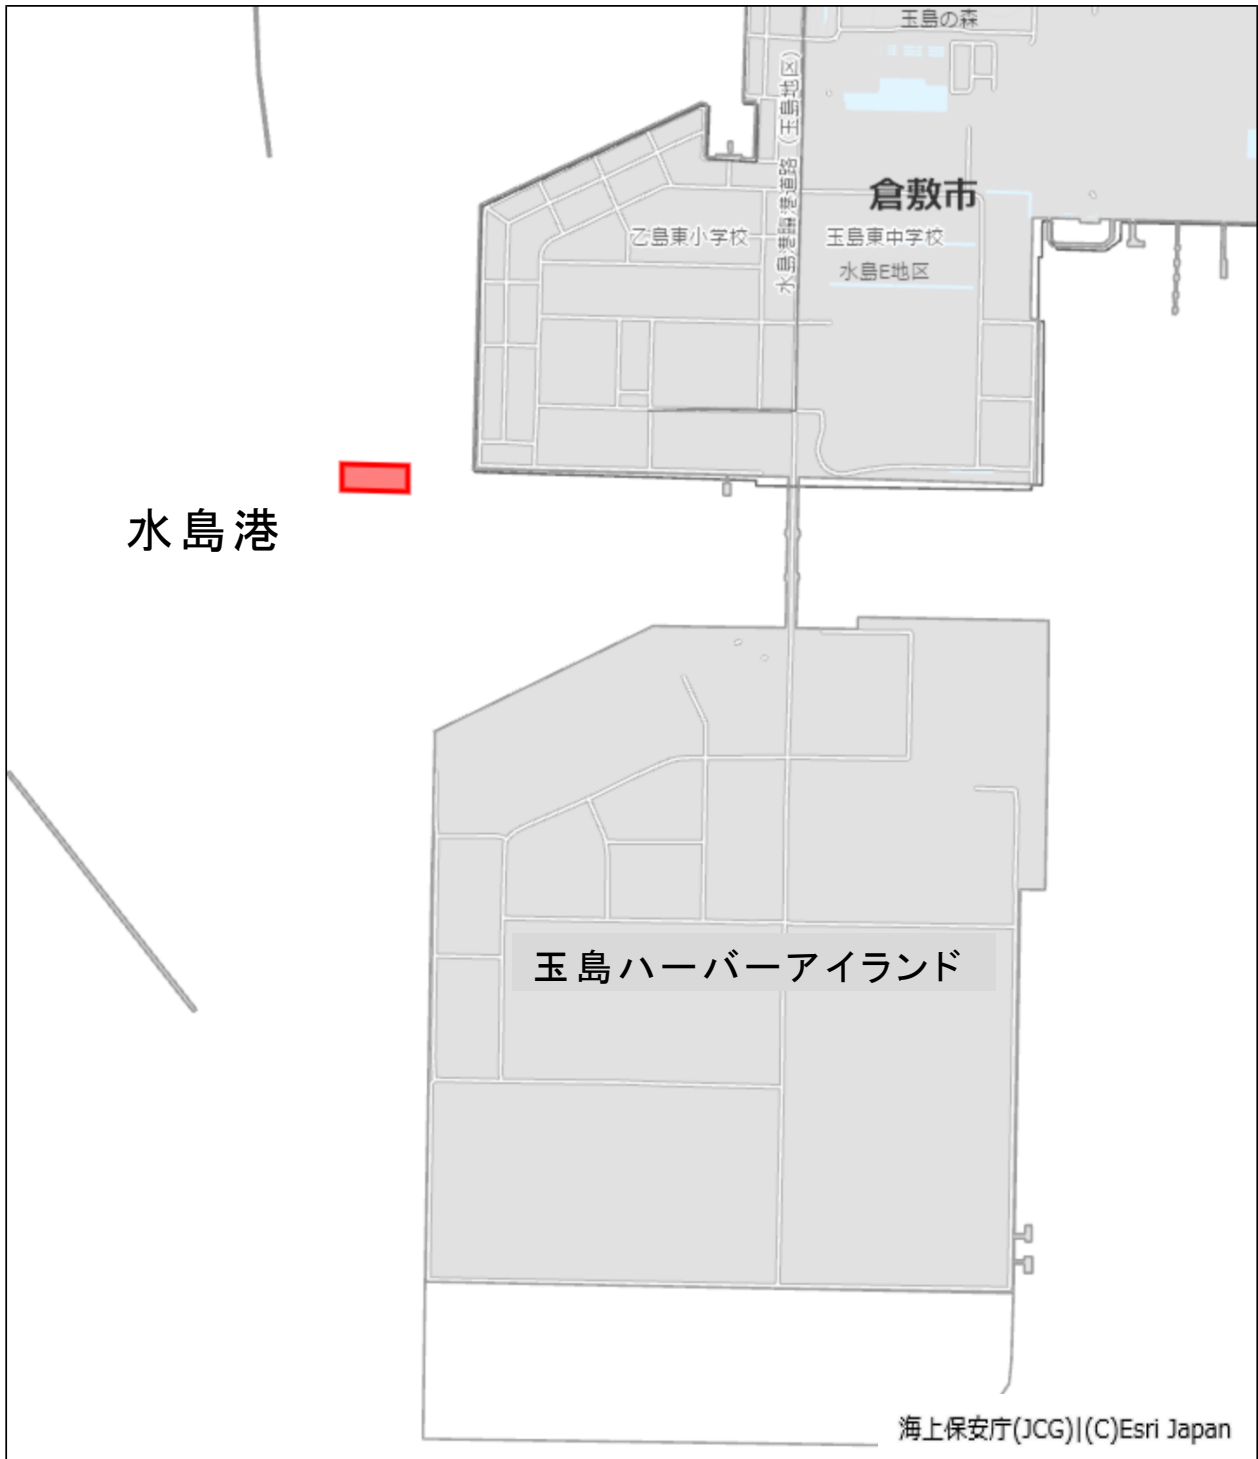 玉島の森
水島港臨港道路（玉島地区）
倉敷市
乙島東小学校
玉島東中学校
水島E地区
水島港
玉島ハーバーアイランド
海上保安庁(JCG)|(C)Esri Japan